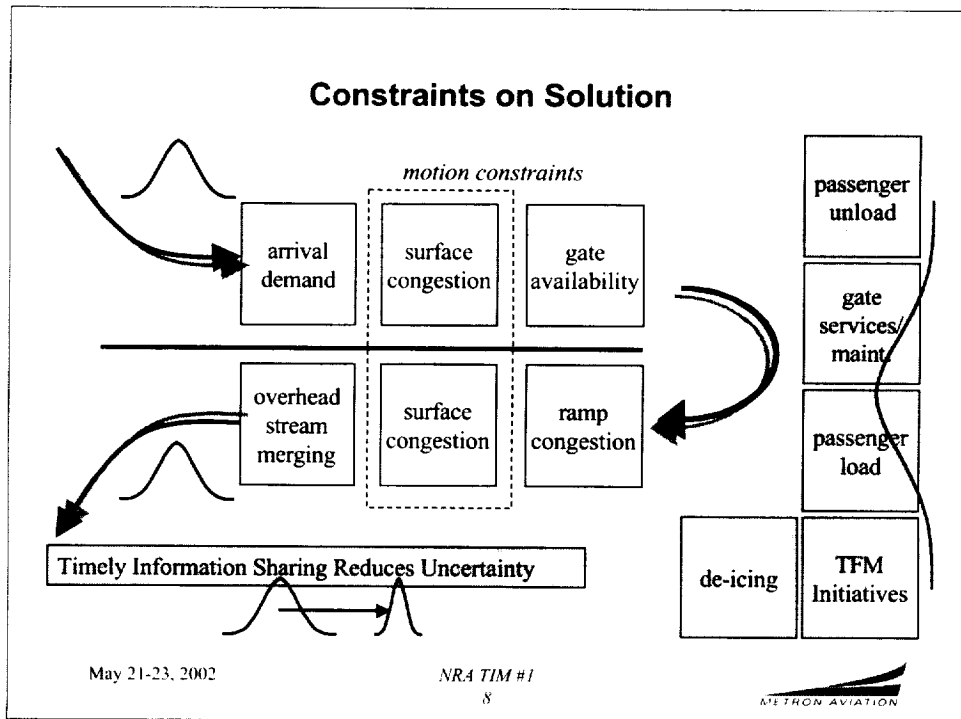 Constraints on Solution
motion constraints
arrival
demand
surface
congestion
gate
availability
overhead
stream
merging
surface
congestion
ramp
congestion
passenger
unload
gate
services/
maint.
passenger
load
de-icing
TFM
Initiatives
Timely Information Sharing Reduces Uncertainty
May 21-23, 2002
NRA TIM #1
8
METRON AVIATION